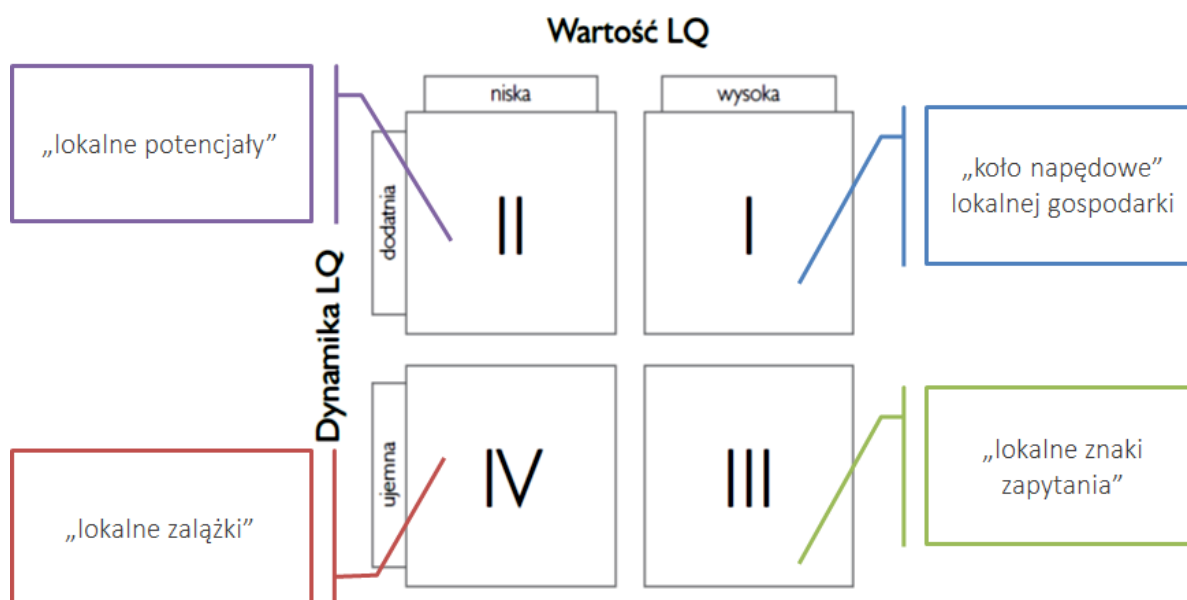 Wartość LQ
niska
wysoka
„lokalne potencjały”
dodatnia
II
I
„koło napędowe”
lokalnej gospodarki
Dynamika LQ
ujemna
IV
III
„lokalne zalążki”
„lokalne znaki
zapytania”